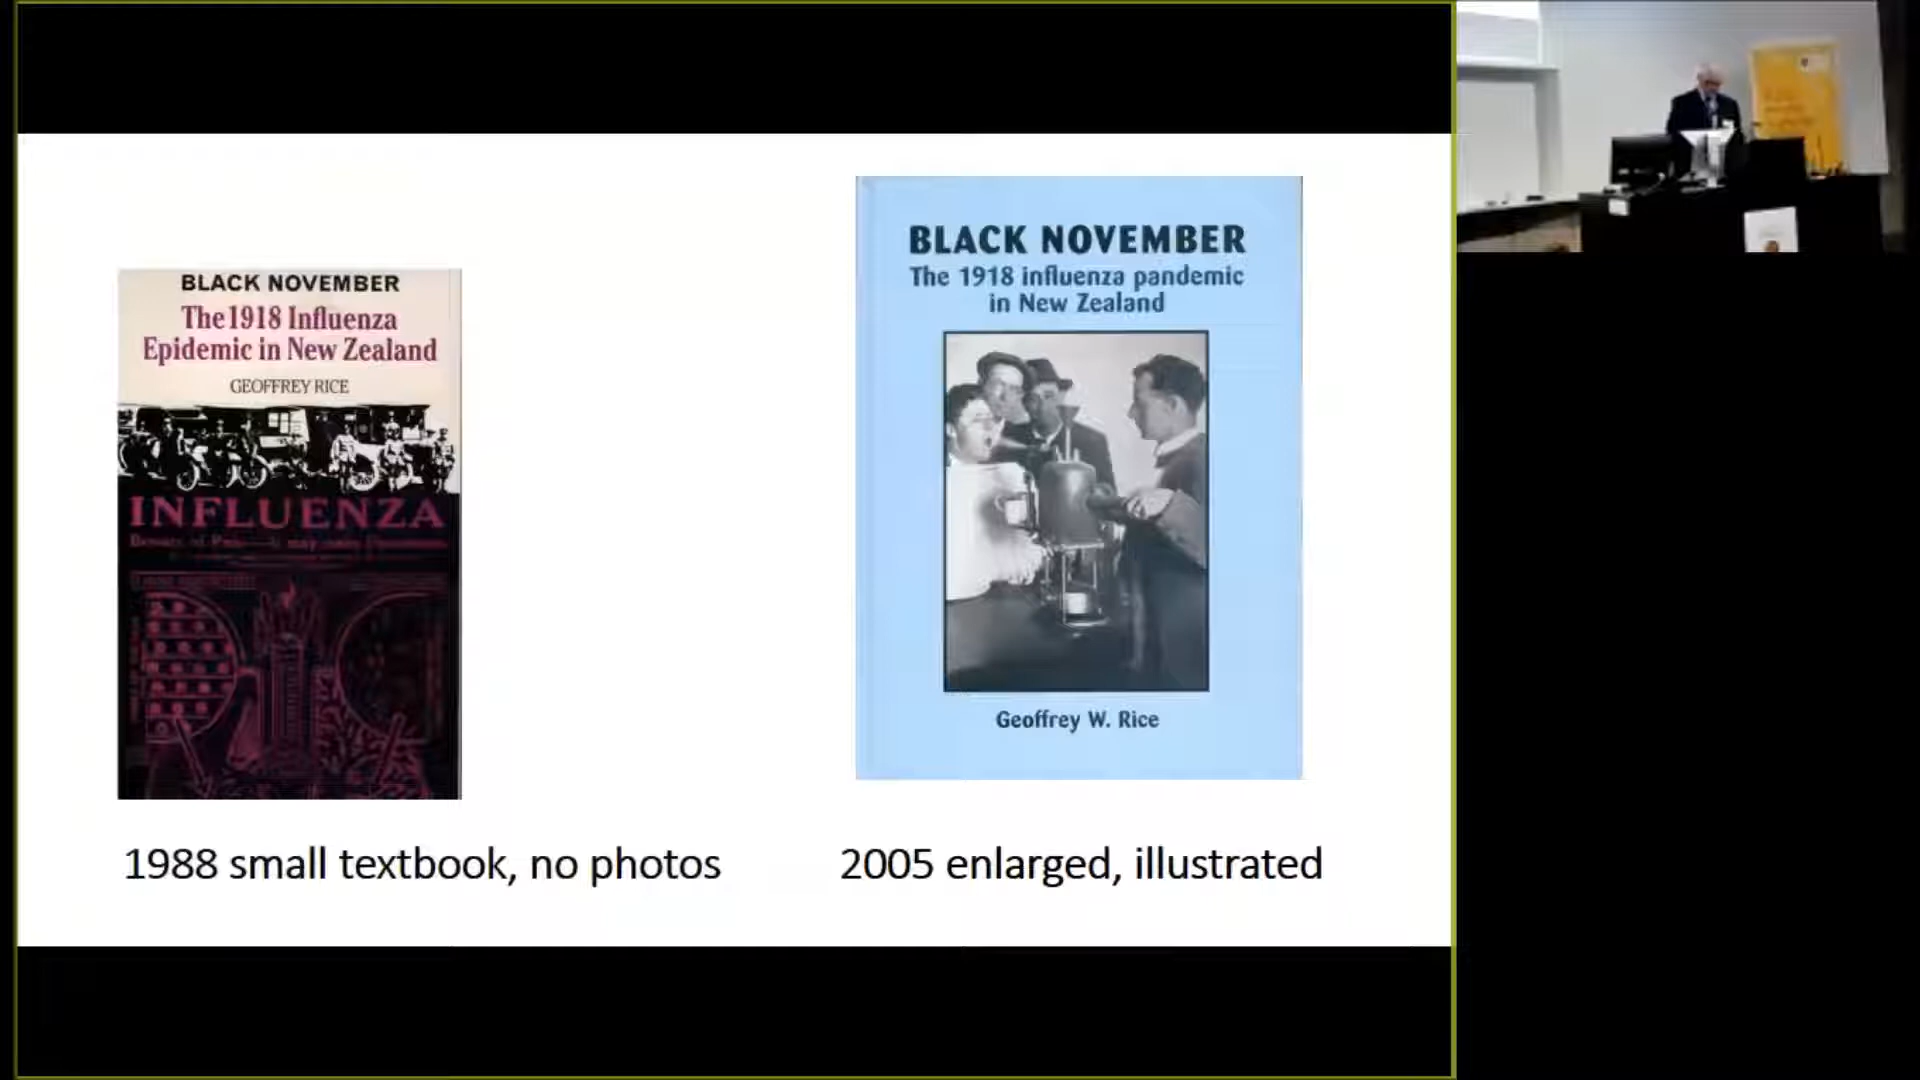 BLACK NOVEMBER
The 1918 Influenza
Epidemic in New Zealand
GEOFFREY RICE
INFLUENZA
1988 small textbook, no photos
BLACK NOVEMBER
The 1918 influenza pandemic
in New Zealand
Geoffrey W. Rice
2005 enlarged, illustrated